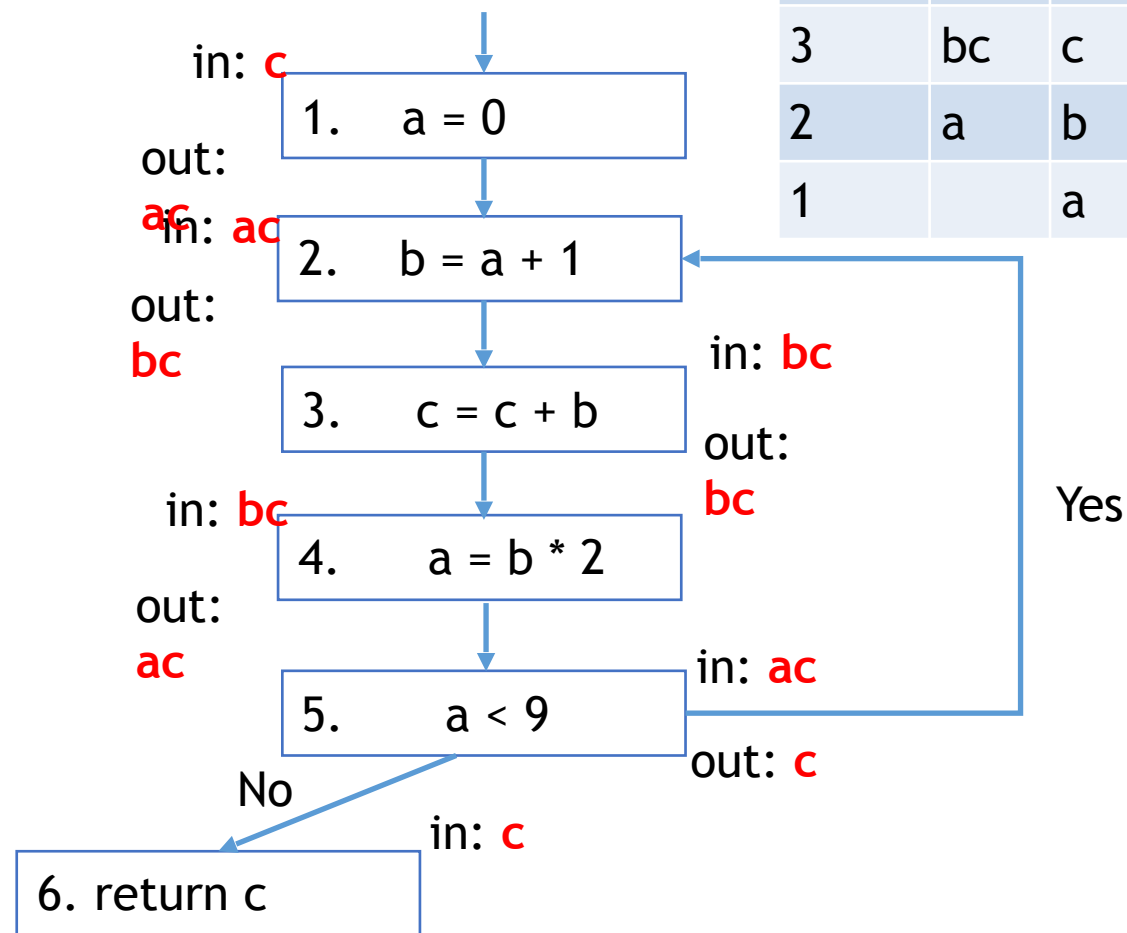 in: c
1. a = 0
out:
ac
in: ac
2. b = a + 1
out:
bc
in: bc
3. c = c + b
out:
bc
in: bc
4. a = b * 2
out:
ac
in: ac
5. a < 9
out: c
Yes
No
in: c
6. return c
3 bc c
2 a b
1 a